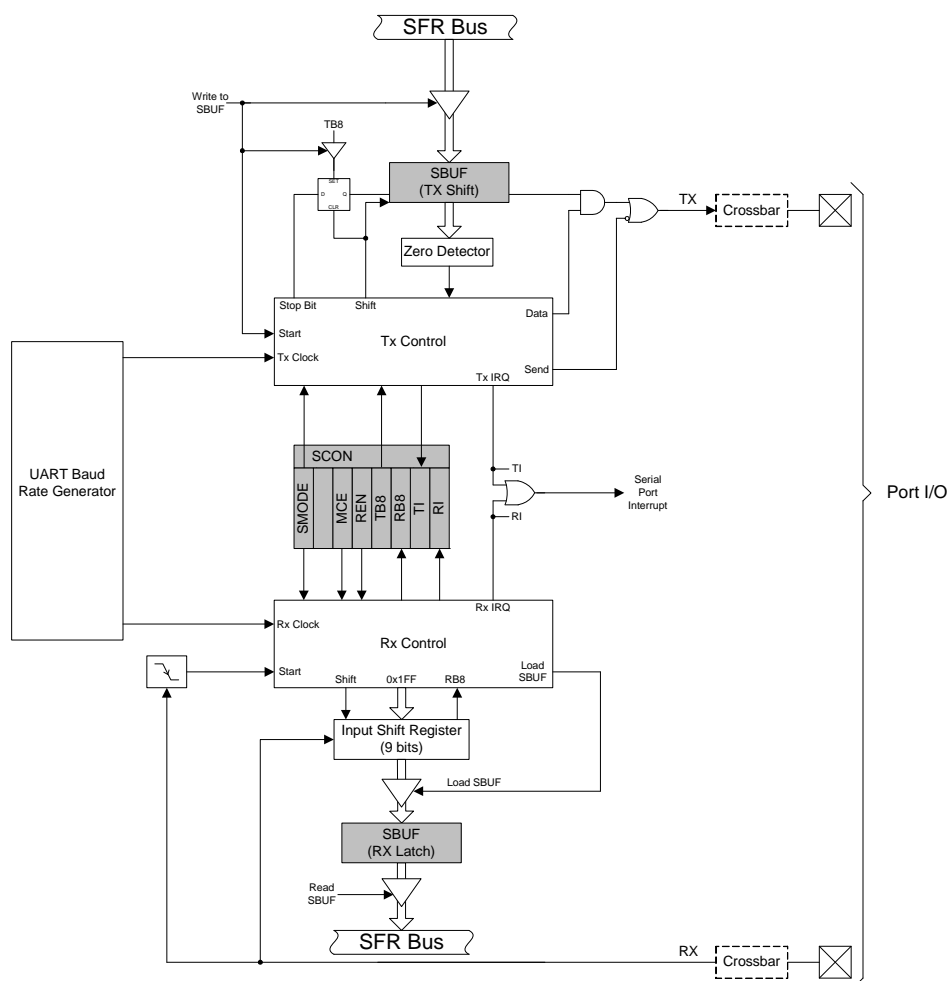 SFR Bus
Write to
SBUF
TB8
SET
D
Q
CLR
SBUF
(TX Shift)
TX
Crossbar
Zero Detector
Stop Bit
Shift
Data
Start
Tx Control
Tx Clock
Send
Tx IRQ
UART Baud
Rate Generator
SCON
SMODE
MCE
REN
TB8
RB8
TI
RI
TI
RI
Serial
Port
Interrupt
Port I/O
Rx IRQ
Rx Clock
Rx Control
Start
Load
SBUF
Shift
0x1FF
RB8
Input Shift Register
(9 bits)
Load SBUF
SBUF
(RX Latch)
Read
SBUF
SFR Bus
RX
Crossbar